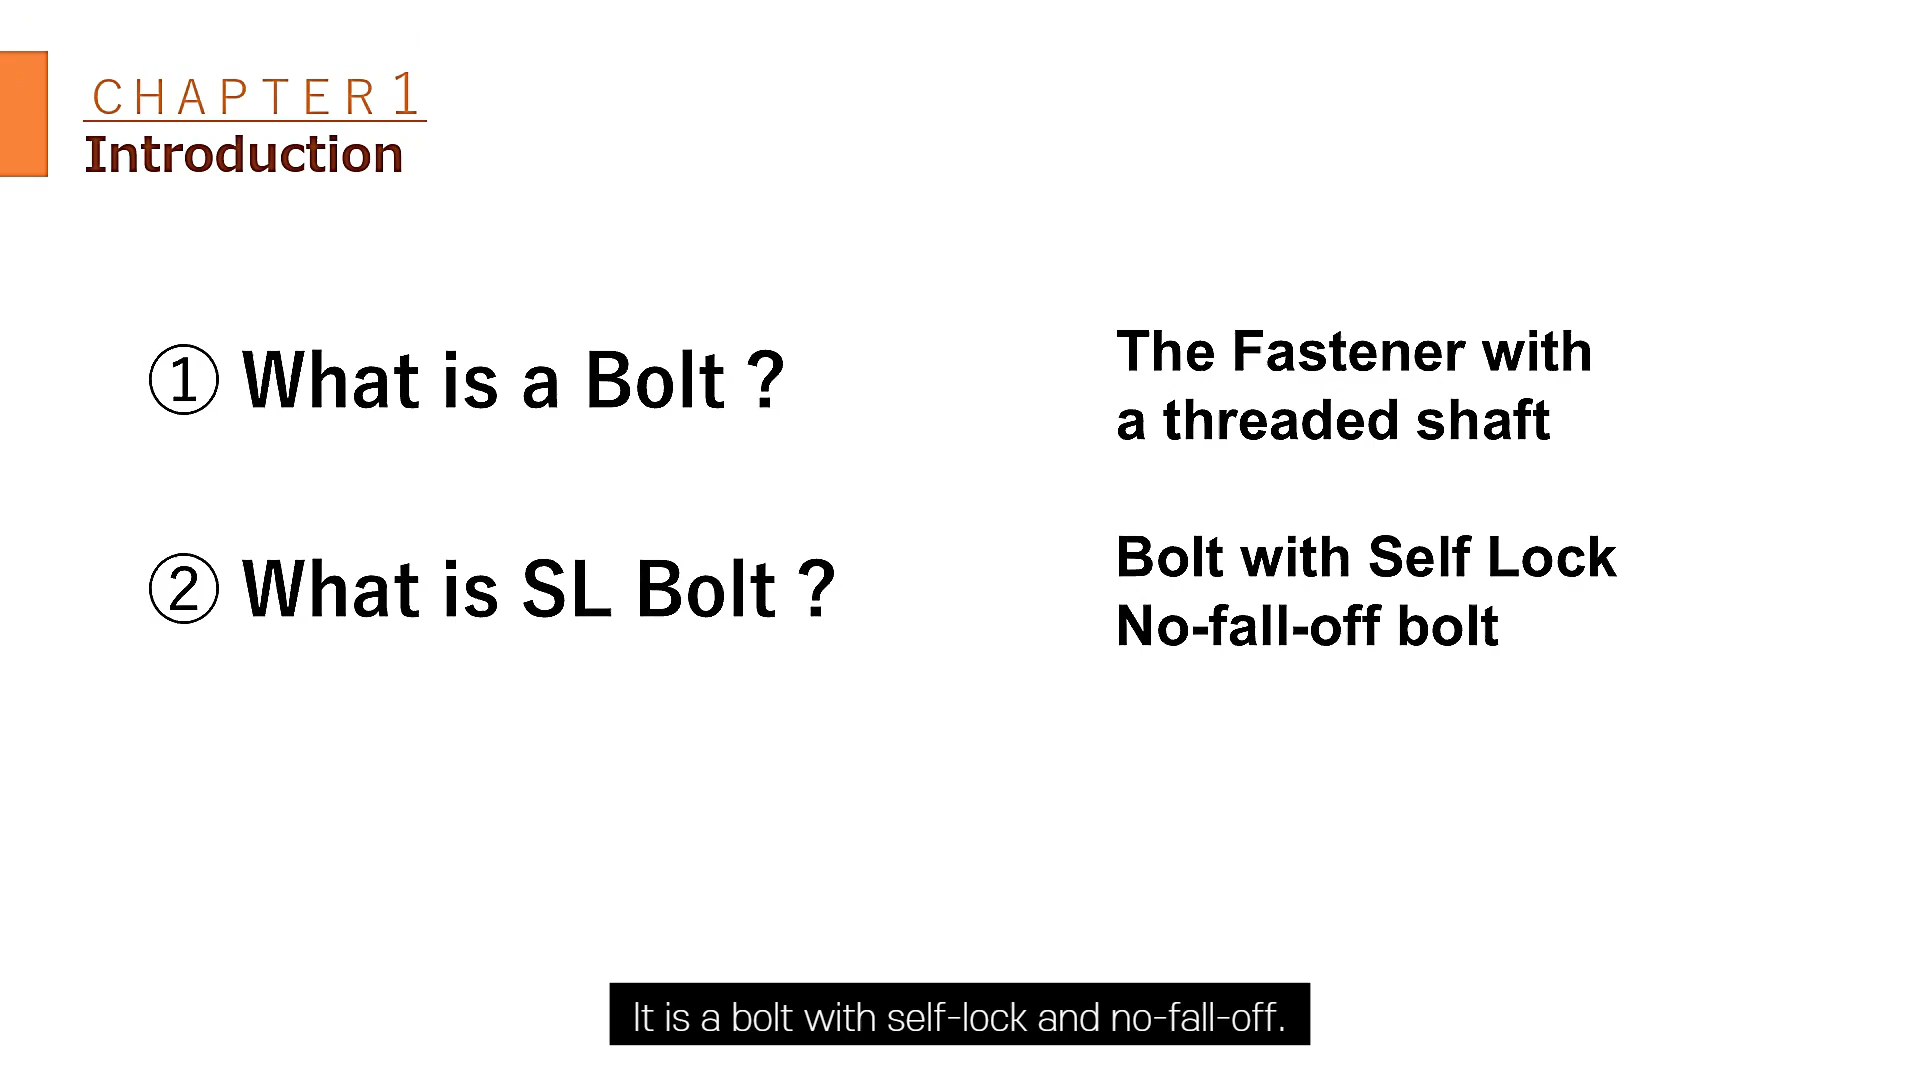 CHAPTER1
Introduction
① What is a Bolt ?
The Fastener with
a threaded shaft
② What is SL Bolt ?
Bolt with Self Lock
No-fall-off bolt
It is a bolt with self-lock and no-fall-off.